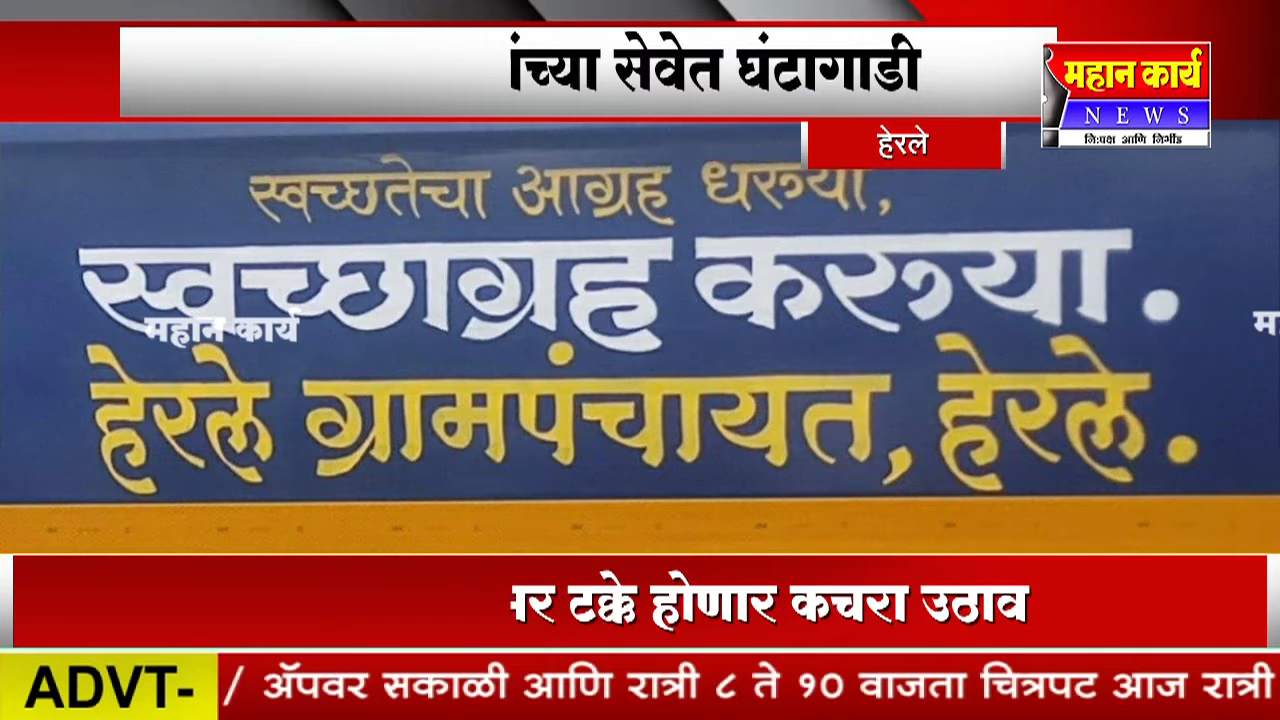 सेवेत घंटागाडी
महान कार्य
NEWS
नि:पक्ष आणि निर्भीड
हेरले
स्वच्छतेचा आग्रह धरूया,
स्वच्छाग्रह करूया.
महान कार्य
हेरले ग्रामपंचायत, हेरले.
टक्के होणार कचरा उठाव
ADVT- / ॲपवर सकाळी आणि रात्री ८ ते १० वाजता चित्रपट आज रात्री